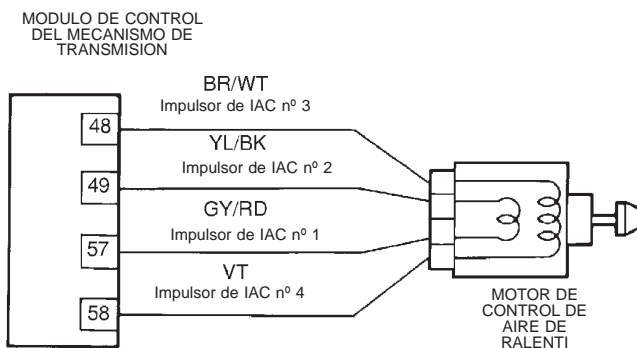 MODULO DE CONTROL
DEL MECANISMO DE
TRANSMISION
BR/WT
Impulsor de IAC nº 3
48
YL/BK
Impulsor de IAC nº 2
49
GY/RD
Impulsor de IAC nº 1
57
VT
Impulsor de IAC nº 4
58
MOTOR DE
CONTROL DE
AIRE DE
RALENTI